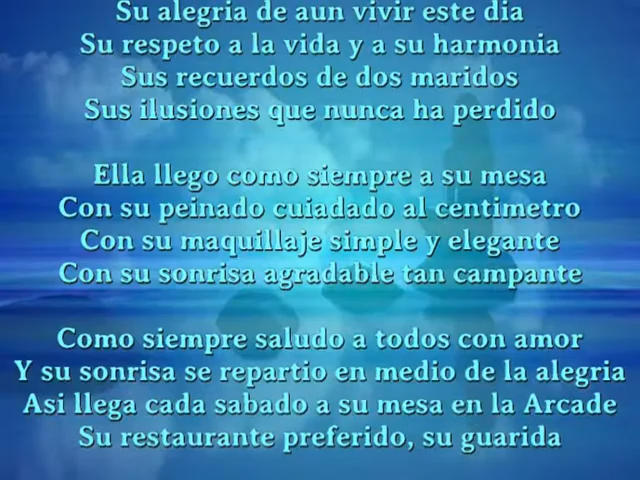 Su alegria de aun vivir este dia
Su respeto a la vida y a su harmonia
Sus recuerdos de dos maridos
Sus ilusiones que nunca ha perdido
Ella llego como siempre a su mesa
Con su peinado cuiadado al centimetro
Con su maquillaje simple y elegante
Con su sonrisa agradable tan campante
Como siempre saludo a todos con amor
Y su sonrisa se repartio en medio de la alegria
Asi llega cada sabado a su mesa en la Arcade
Su restaurante preferido, su guarida